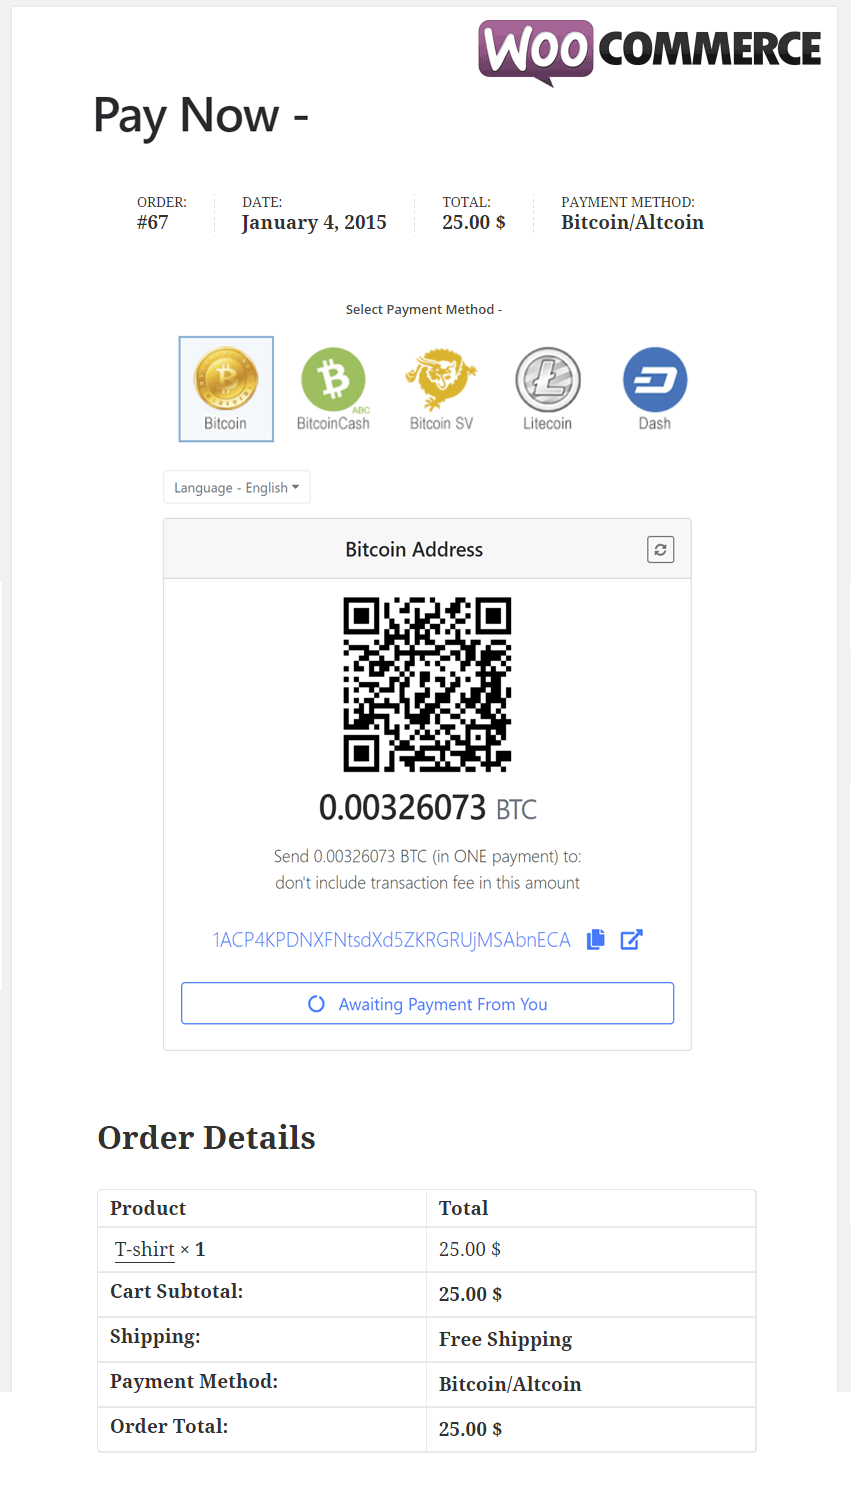 WOO COMMERCE
Pay Now -
ORDER: DATE: TOTAL: PAYMENT METHOD:
#67 January 4, 2015 25.00 $ Bitcoin/Altcoin
Select Payment Method -
ABC
Bitcoin BitcoinCash Bitcoin SV Litecoin Dash
Language - English
Bitcoin Address
0.00326073 BTC
Send 0.00326073 BTC (in ONE payment) to:
don't include transaction fee in this amount
1ACP4KPDNXFNtsdXd5ZKRGRUjMSAbnECA
Awaiting Payment From You
Order Details
Product Total
T-shirt × 1 25.00 $
Cart Subtotal: 25.00 $
Shipping: Free Shipping
Payment Method: Bitcoin/Altcoin
Order Total: 25.00 $